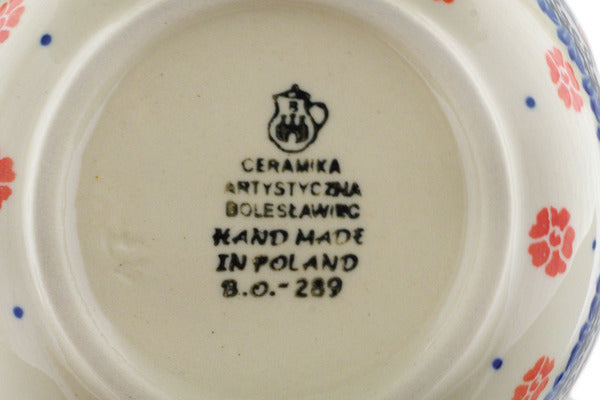 B
CERAMIKA
ARTYSTYCZNA
BOLESŁAWIEC
HAND MADE
IN POLAND
B.O.-289